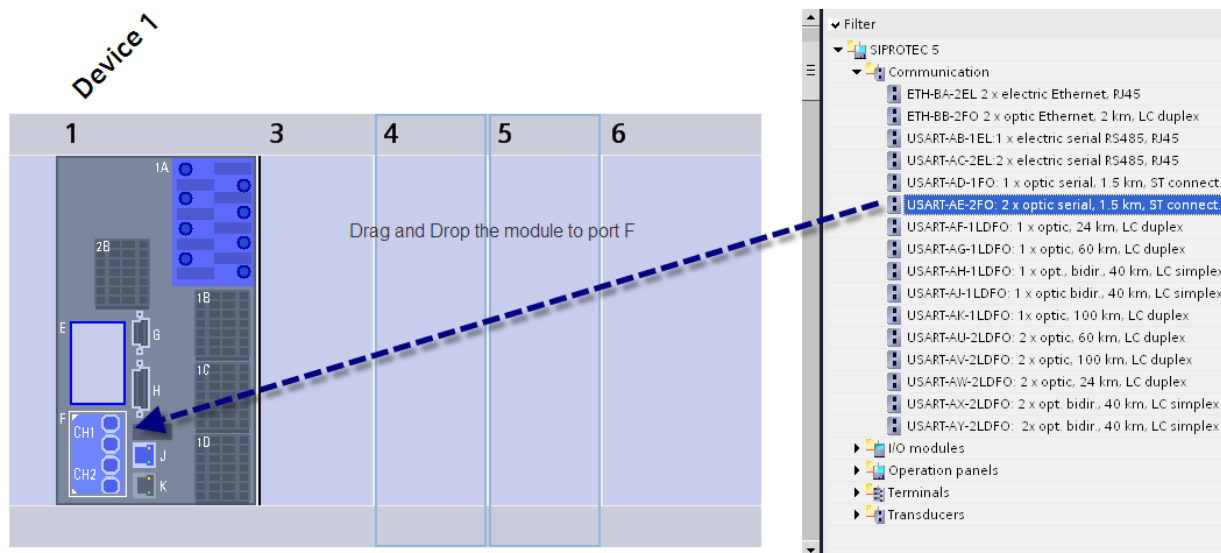 Device 1
1
3
4
5
6
1A
2B
1B
E
G
1C
H
F
CH1
1D
J
CH2
K
Drag and Drop the module to port F
Filter
SIPROTEC 5
Communication
ETH-BA-2EL 2 x electric Ethernet, RJ45
ETH-BB-2FO 2 x optic Ethernet, 2 km, LC duplex
USART-AB-1EL:1 x electric serial RS485, RJ45
USART-AC-2EL:2 x electric serial RS485, RJ45
USART-AD-1FO: 1 x optic serial, 1.5 km, ST connect.
USART-AE-2FO: 2 x optic serial, 1.5 km, ST connect.
USART-AF-1LDFO: 1 x optic, 24 km, LC duplex
USART-AG-1LDFO: 1 x optic, 60 km, LC duplex
USART-AH-1LDFO: 1 x opt., bidir., 40 km, LC simplex
USART-AJ-1LDFO: 1 x optic bidir., 40 km, LC simplex
USART-AK-1LDFO: 1x optic, 100 km, LC duplex
USART-AU-2LDFO: 2 x optic, 60 km, LC duplex
USART-AV-2LDFO: 2 x optic, 100 km, LC duplex
USART-AW-2LDFO: 2 x optic, 24 km, LC duplex
USART-AX-2LDFO: 2 x opt. bidir., 40 km, LC simplex
USART-AY-2LDFO: 2x opt. bidir., 40 km, LC simplex
I/O modules
Operation panels
Terminals
Transducers